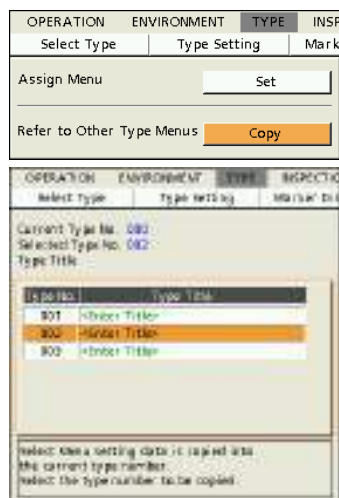 OPERATION ENVIRONMENT TYPE INSP
Select Type Type Setting Mark
Assign Menu Set
Refer to Other Type Menus Copy
OPERATION ENVIRONMENT TYPE INSPECTIO
Select Type Type Setting
Current Type No.
Selected Type No. 002
Type Title
Type No. Type Title
001 <Enter Title>
002 <Enter Title>
003 <Enter Title>
Select Menu setting data is copied into
the current type number.
Select the type number to be copied.